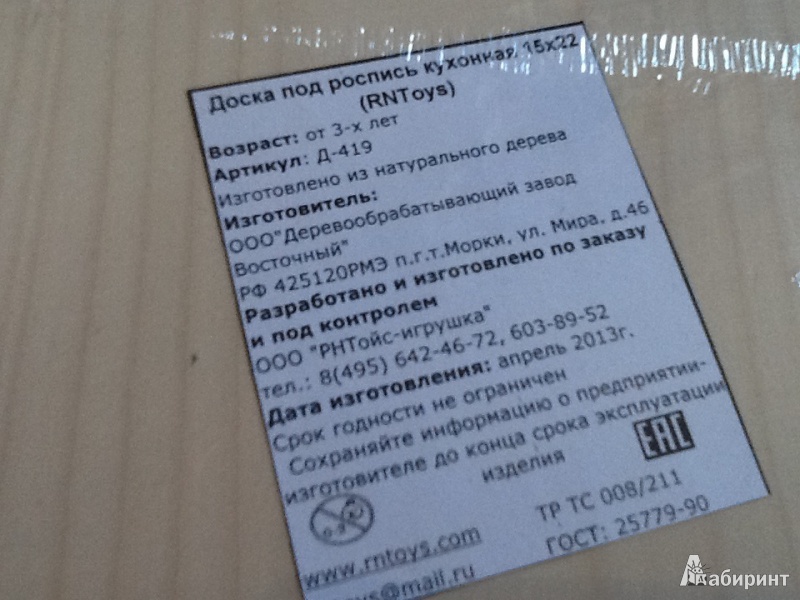 Доска под роспись кухонная 15х22
(RNToys)
Возраст: от 3-х лет
Артикул: Д-419
Изготовлено из натурального дерева
Изготовитель:
ООО"Деревообрабатывающий завод
Восточный"
РФ 425120РМЭ п.г.т.Морки, ул. Мира, д.46
Разработано и изготовлено по заказу
и под контролем
ООО "РНТойс-игрушка"
тел.: 8(495) 642-46-72, 603-89-52
Дата изготовления: апрель 2013г.
Срок годности не ограничен
Сохраняйте информацию о предприятии-
изготовителе до конца срока эксплуатации
изделия
EAC
ТР ТС 008/211
ГОСТ: 25779-90
www.rntoys.com
@mail.ru
Лабиринт